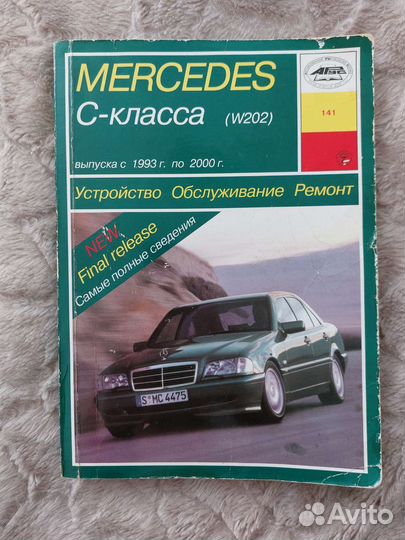 MERCEDES
С-класса (W202)
141
выпуска с 1993 г. по 2000 г.
Устройство Обслуживание Ремонт
NEW
Final release
Самые полные сведения
S MC 4475
Avito